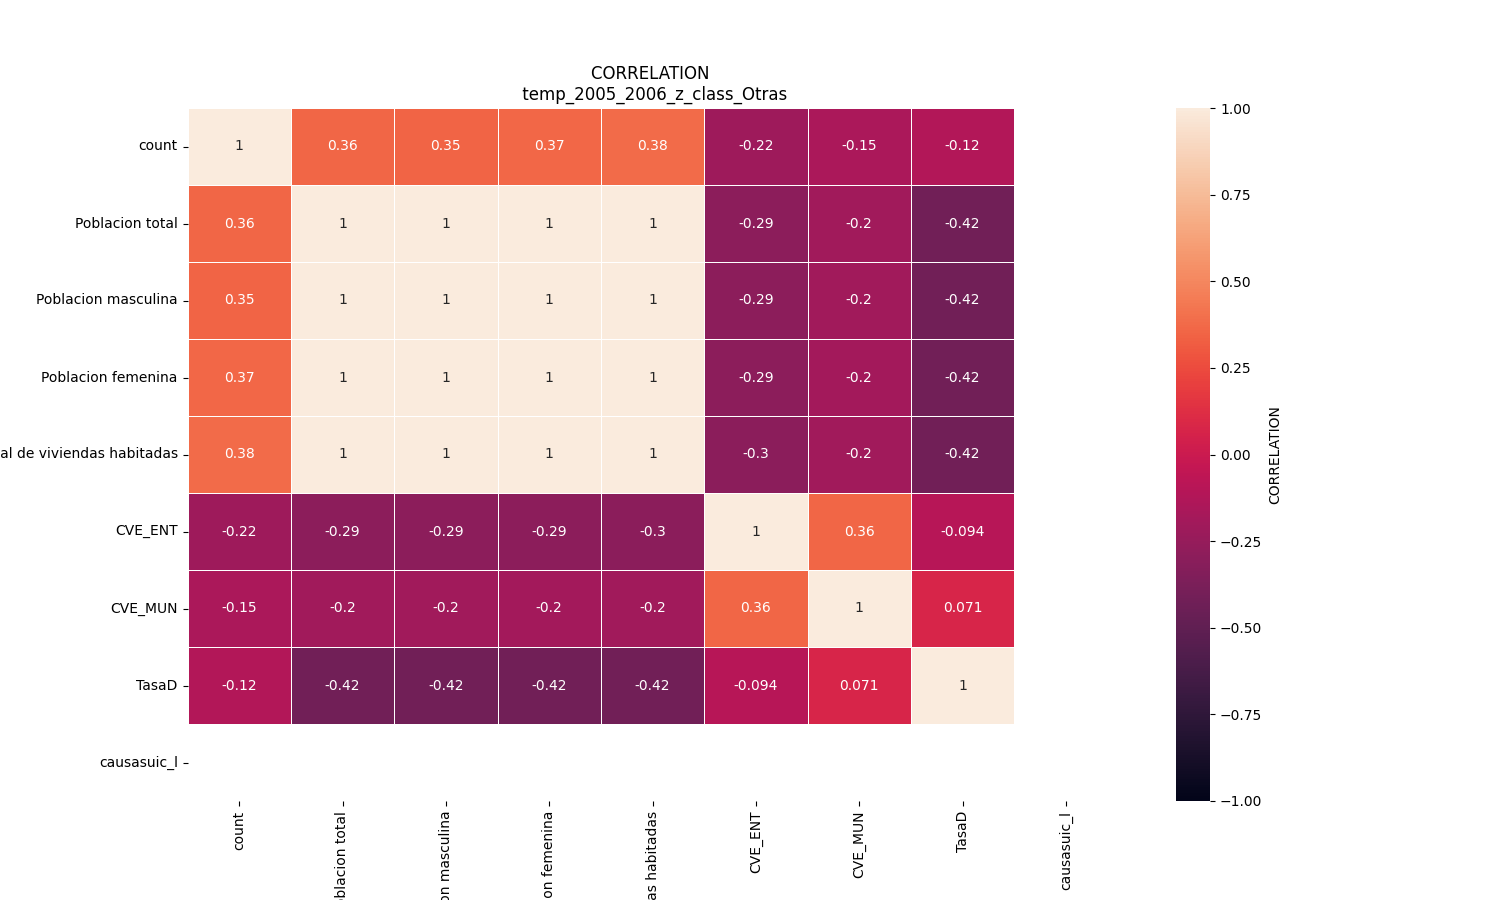 CORRELATION
temp_2005_2006_z_class_Otras
count 1 0.36 0.35 0.37 0.38 -0.22 -0.15 -0.12
Poblacion total 0.36 1 1 1 1 -0.29 -0.2 -0.42
Poblacion masculina 0.35 1 1 1 1 -0.29 -0.2 -0.42
Poblacion femenina 0.37 1 1 1 1 -0.29 -0.2 -0.42
al de viviendas habitadas 0.38 1 1 1 1 -0.3 -0.2 -0.42
CVE_ENT -0.22 -0.29 -0.29 -0.29 -0.3 1 0.36 -0.094
CVE_MUN -0.15 -0.2 -0.2 -0.2 -0.2 0.36 1 0.071
TasaD -0.12 -0.42 -0.42 -0.42 -0.42 -0.094 0.071 1
causasuic_l
count
oblacion total
on masculina
on femenina
as habitadas
CVE_ENT
CVE_MUN
TasaD
causasuic_l
1.00
0.75
0.50
0.25
0.00
−0.25
−0.50
−0.75
−1.00
CORRELATION